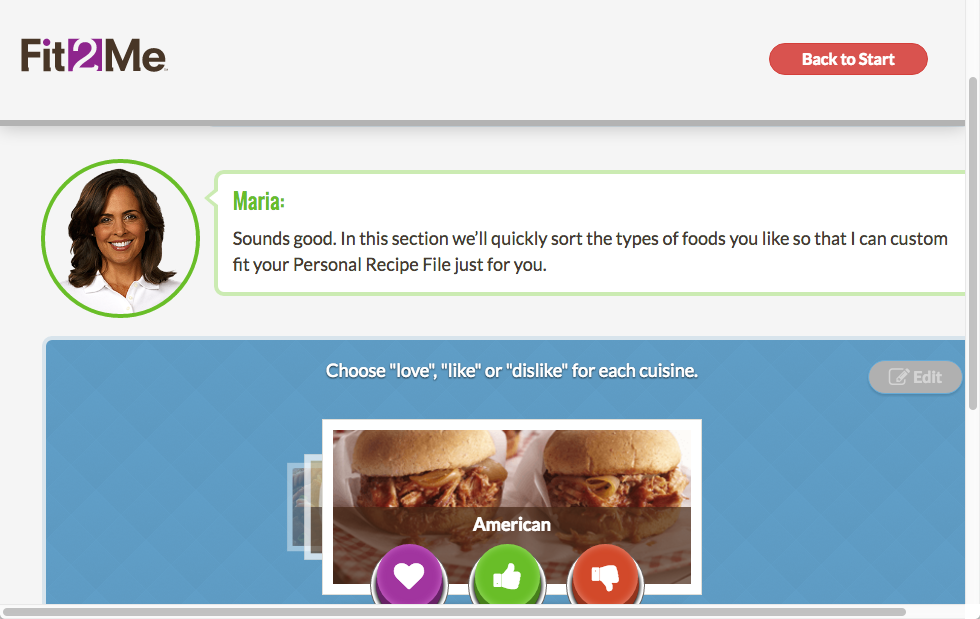 Fit2Me
Back to Start
Maria:
Sounds good. In this section we’ll quickly sort the types of foods you like so that I can custom
fit your Personal Recipe File just for you.
Choose "love", "like" or "dislike" for each cuisine.
Edit
American